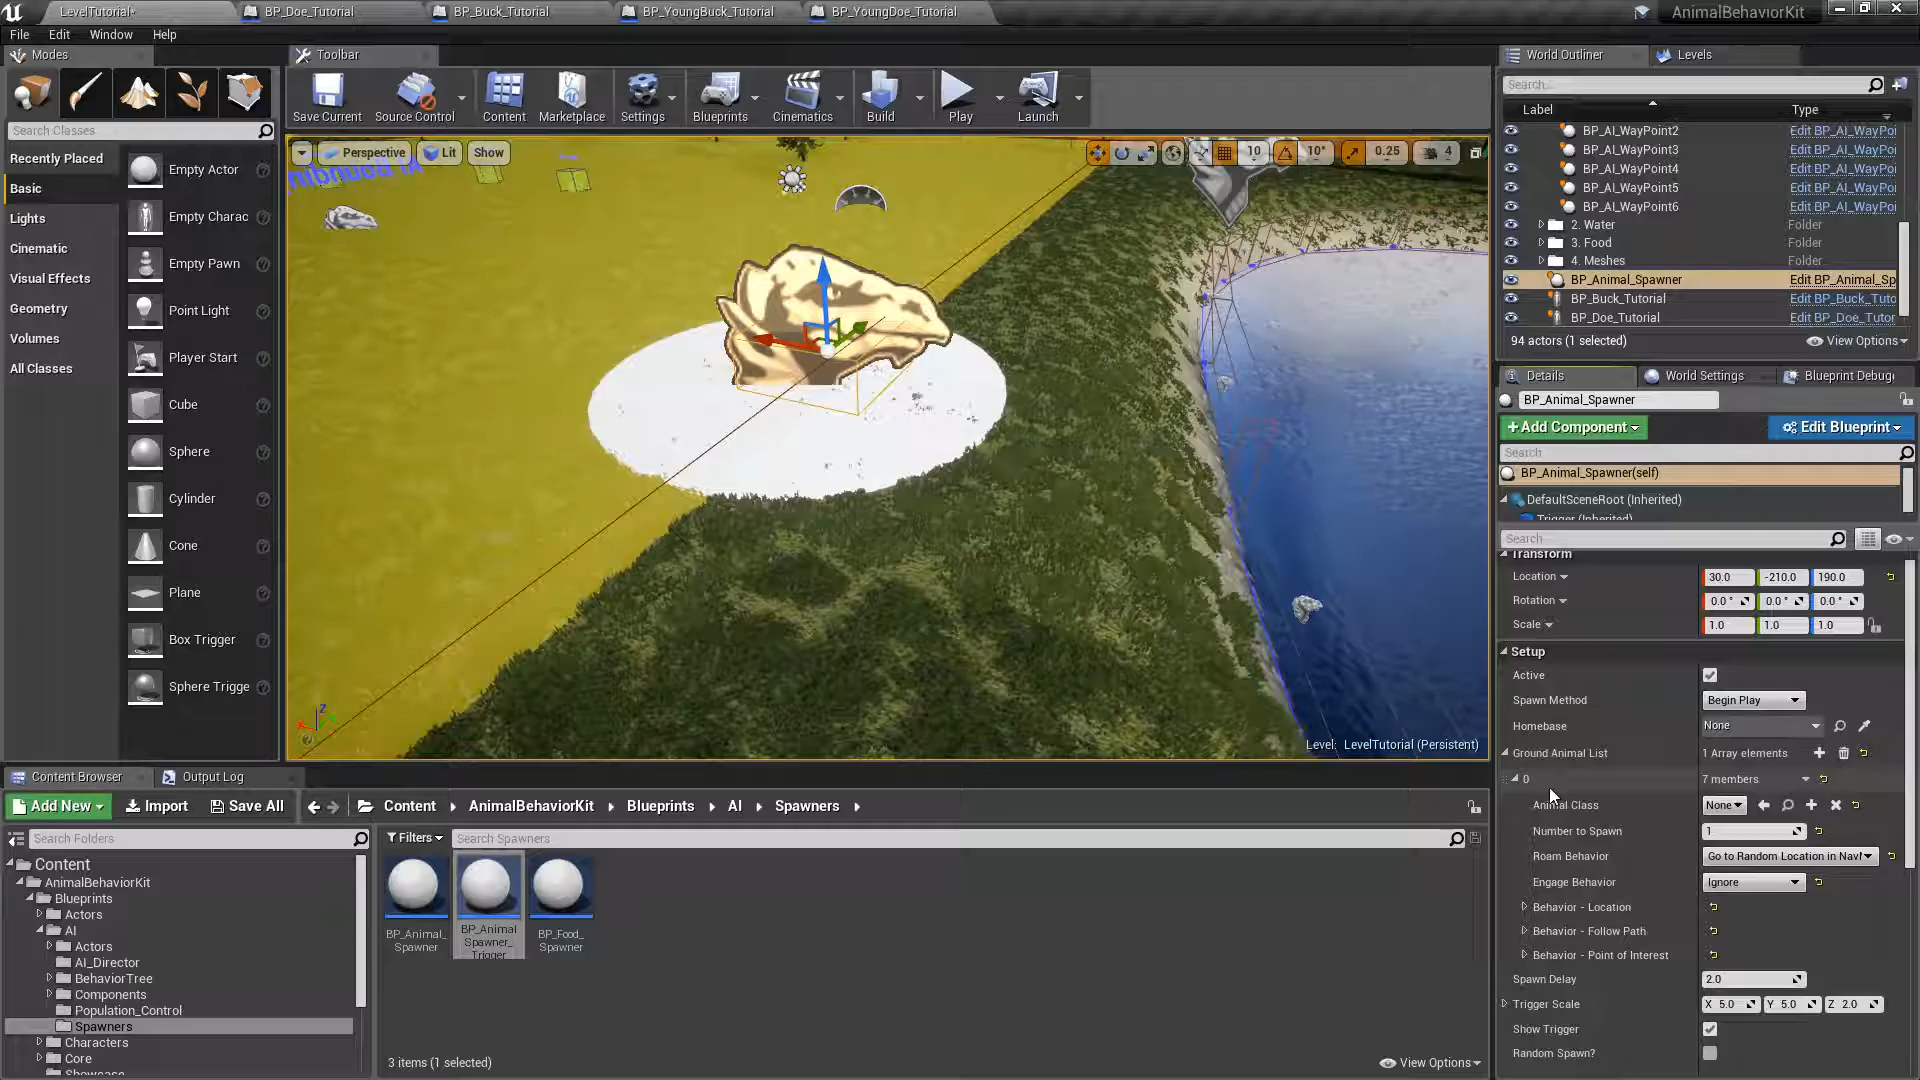 LevelTutorial*
BP_Doe_Tutorial
BP_Buck_Tutorial
BP_YoungBuck_Tutorial
BP_YoungDoe_Tutorial
AnimalBehaviorKit
File Edit Window Help
Modes
Toolbar
World Outliner
Levels
Save Current
Source Control
Content
Marketplace
Settings
Blueprints
Cinematics
Build
Play
Launch
Search Classes
Search...
Label Type
Recently Placed
Basic
Lights
Cinematic
Visual Effects
Geometry
Volumes
All Classes
Empty Actor
Empty Charac
Empty Pawn
Point Light
Player Start
Cube
Sphere
Cylinder
Cone
Plane
Box Trigger
Sphere Trigge
Perspective Lit Show
10 10° 0.25 4
X Z
Level: LevelTutorial (Persistent)
BP_AI_WayPoint2 Edit BP_AI_WayPoi
BP_AI_WayPoint3 Edit BP_AI_WayPoi
BP_AI_WayPoint4 Edit BP_AI_WayPoi
BP_AI_WayPoint5 Edit BP_AI_WayPoi
BP_AI_WayPoint6 Edit BP_AI_WayPoi
2. Water Folder
3. Food Folder
4. Meshes Folder
BP_Animal_Spawner Edit BP_Animal_Sp
BP_Buck_Tutorial Edit BP_Buck_Tuto
BP_Doe_Tutorial Edit BP_Doe_Tutor
94 actors (1 selected) View Options
Details
World Settings
Blueprint Debug
BP_Animal_Spawner
+Add Component
Edit Blueprint
Search
BP_Animal_Spawner(self)
DefaultSceneRoot (Inherited)
Trigger (Inherited)
Search
Transform
Location 30.0 -210.0 190.0
Rotation 0.0° 0.0° 0.0°
Scale 1.0 1.0 1.0
Setup
Active
Spawn Method Begin Play
Homebase None
Ground Animal List 1 Array elements
0 7 members
Animal Class None
Number to Spawn 1
Roam Behavior Go to Random Location in NavM
Engage Behavior Ignore
Behavior - Location
Behavior - Follow Path
Behavior - Point of Interest
Spawn Delay 2.0
Trigger Scale X 5.0 Y 5.0 Z 2.0
Show Trigger
Random Spawn?
Content Browser
Output Log
Add New Import Save All
Content AnimalBehaviorKit Blueprints AI Spawners
Search Folders
Filters
Search Spawners
Content
AnimalBehaviorKit
Blueprints
Actors
AI
Actors
AI_Director
BehaviorTree
Components
Population_Control
Spawners
Characters
Core
Showcase
BP_Animal_
Spawner
BP_Animal
Spawner_
Trigger
BP_Food_
Spawner
3 items (1 selected)
View Options